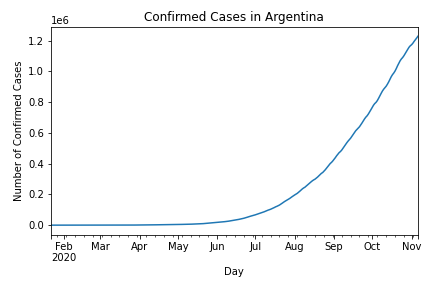 Confirmed Cases in Argentina
1e6
1.2
1.0
0.8
0.6
0.4
0.2
0.0
Number of Confirmed Cases
Feb Mar Apr May Jun Jul Aug Sep Oct Nov
2020
Day